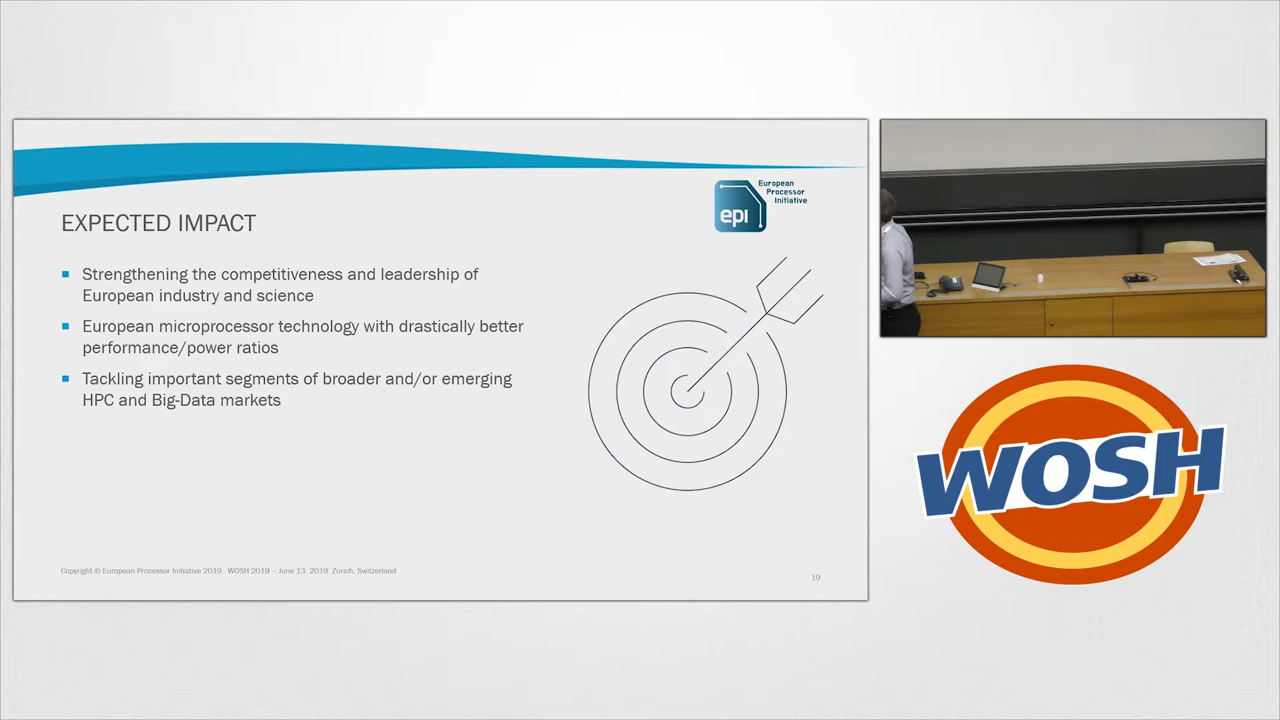 European
Processor
Initiative
epi
EXPECTED IMPACT
Strengthening the competitiveness and leadership of
European industry and science
European microprocessor technology with drastically better
performance/power ratios
Tackling important segments of broader and/or emerging
HPC and Big-Data markets
Copyright © European Processor Initiative 2019. WOSH 2019 – June 13. 2019. Zurich, Switzerland
19
WOSH